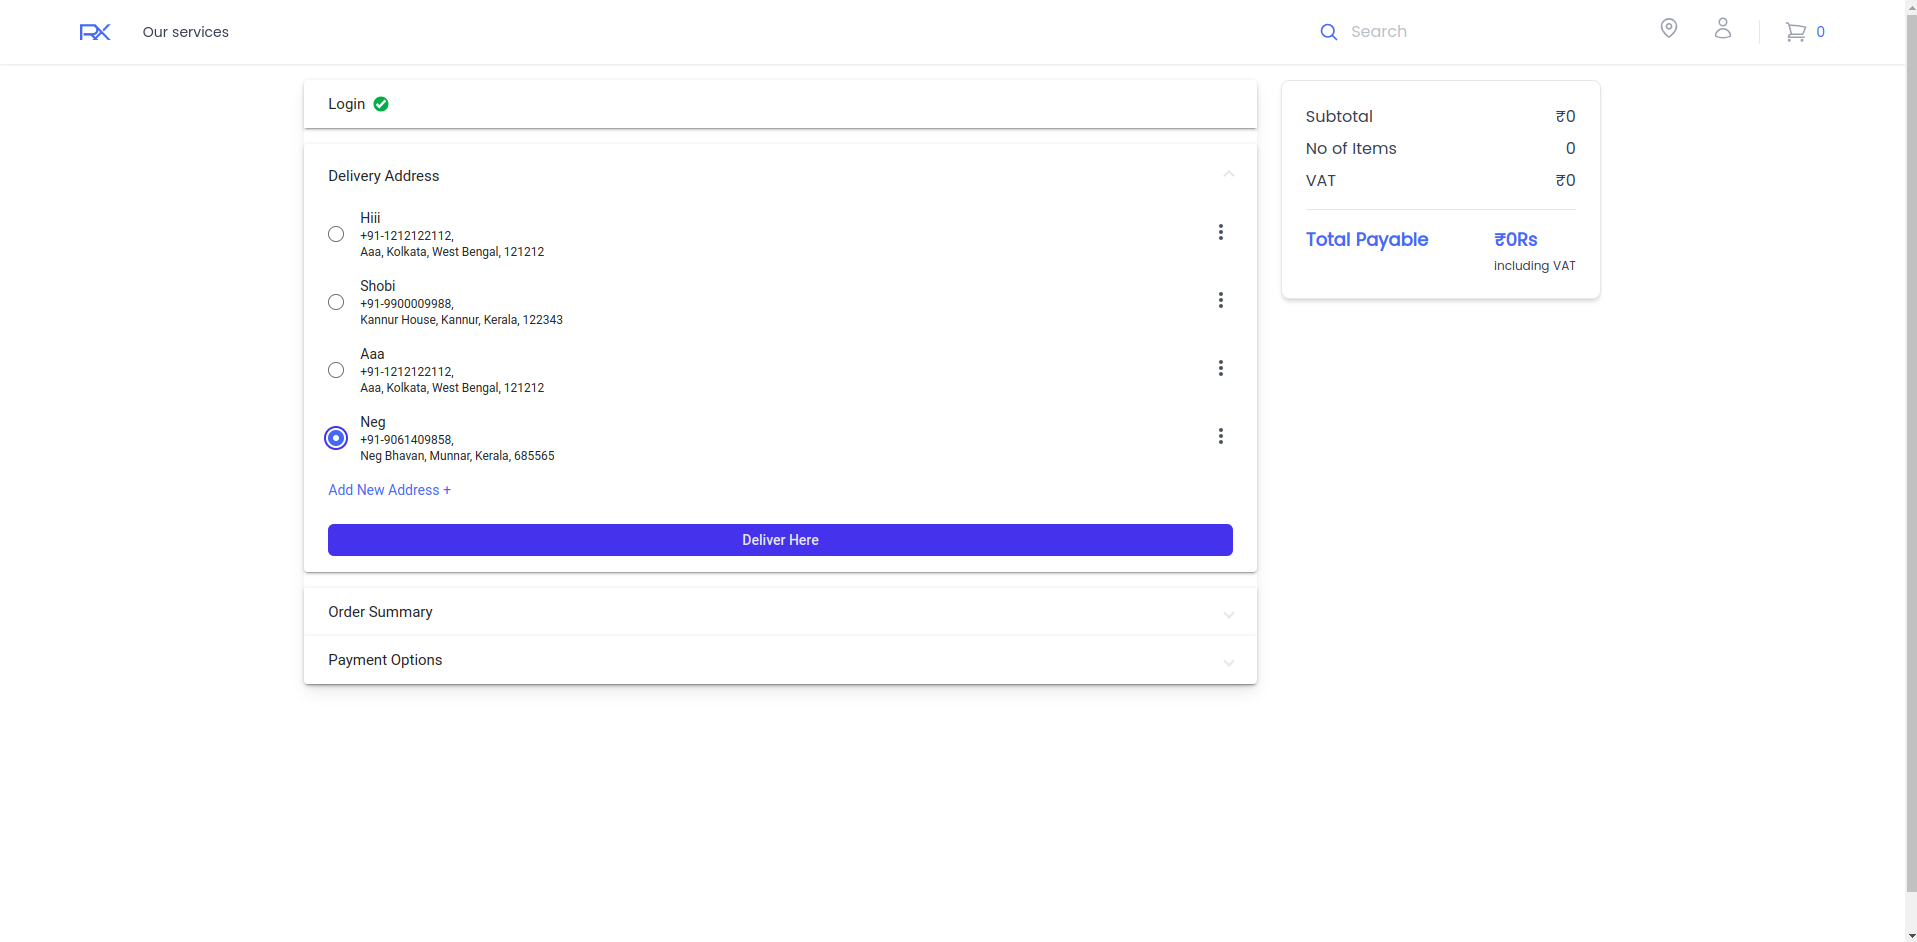 RX
Our services
Search
0
Login
Delivery Address
Hiii
+91-1212122112,
Aaa, Kolkata, West Bengal, 121212
Shobi
+91-9900009988,
Kannur House, Kannur, Kerala, 122343
Aaa
+91-1212122112,
Aaa, Kolkata, West Bengal, 121212
Neg
+91-9061409858,
Neg Bhavan, Munnar, Kerala, 685565
Add New Address +
Deliver Here
Order Summary
Payment Options
Subtotal ₹0
No of Items 0
VAT ₹0
Total Payable ₹0Rs
including VAT